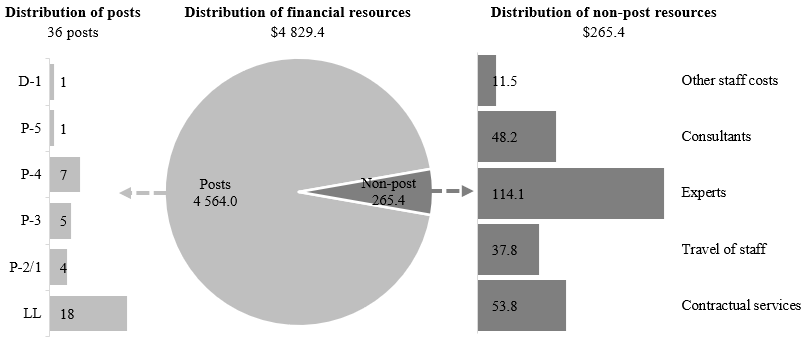 Distribution of posts
36 posts
D-1 1
P-5 1
P-4 7
P-3 5
P-2/1 4
LL 18
Distribution of financial resources
$4 829.4
Posts
4 564.0
Non-post
265.4
Distribution of non-post resources
$265.4
11.5 Other staff costs
48.2 Consultants
114.1 Experts
37.8 Travel of staff
53.8 Contractual services